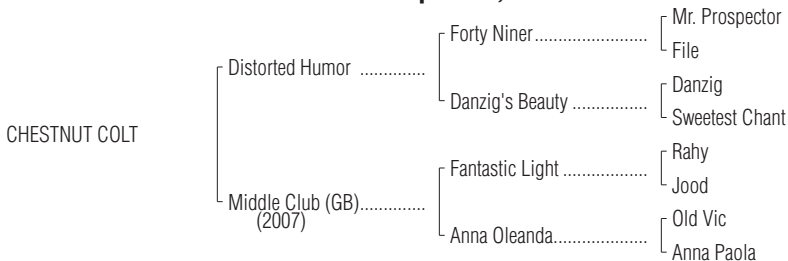 Mr. Prospector
Forty Niner
File
Distorted Humor
Danzig
Danzig's Beauty
Sweetest Chant
CHESTNUT COLT
Rahy
Fantastic Light
Jood
Middle Club (GB)
(2007)
Old Vic
Anna Oleanda
Anna Paola